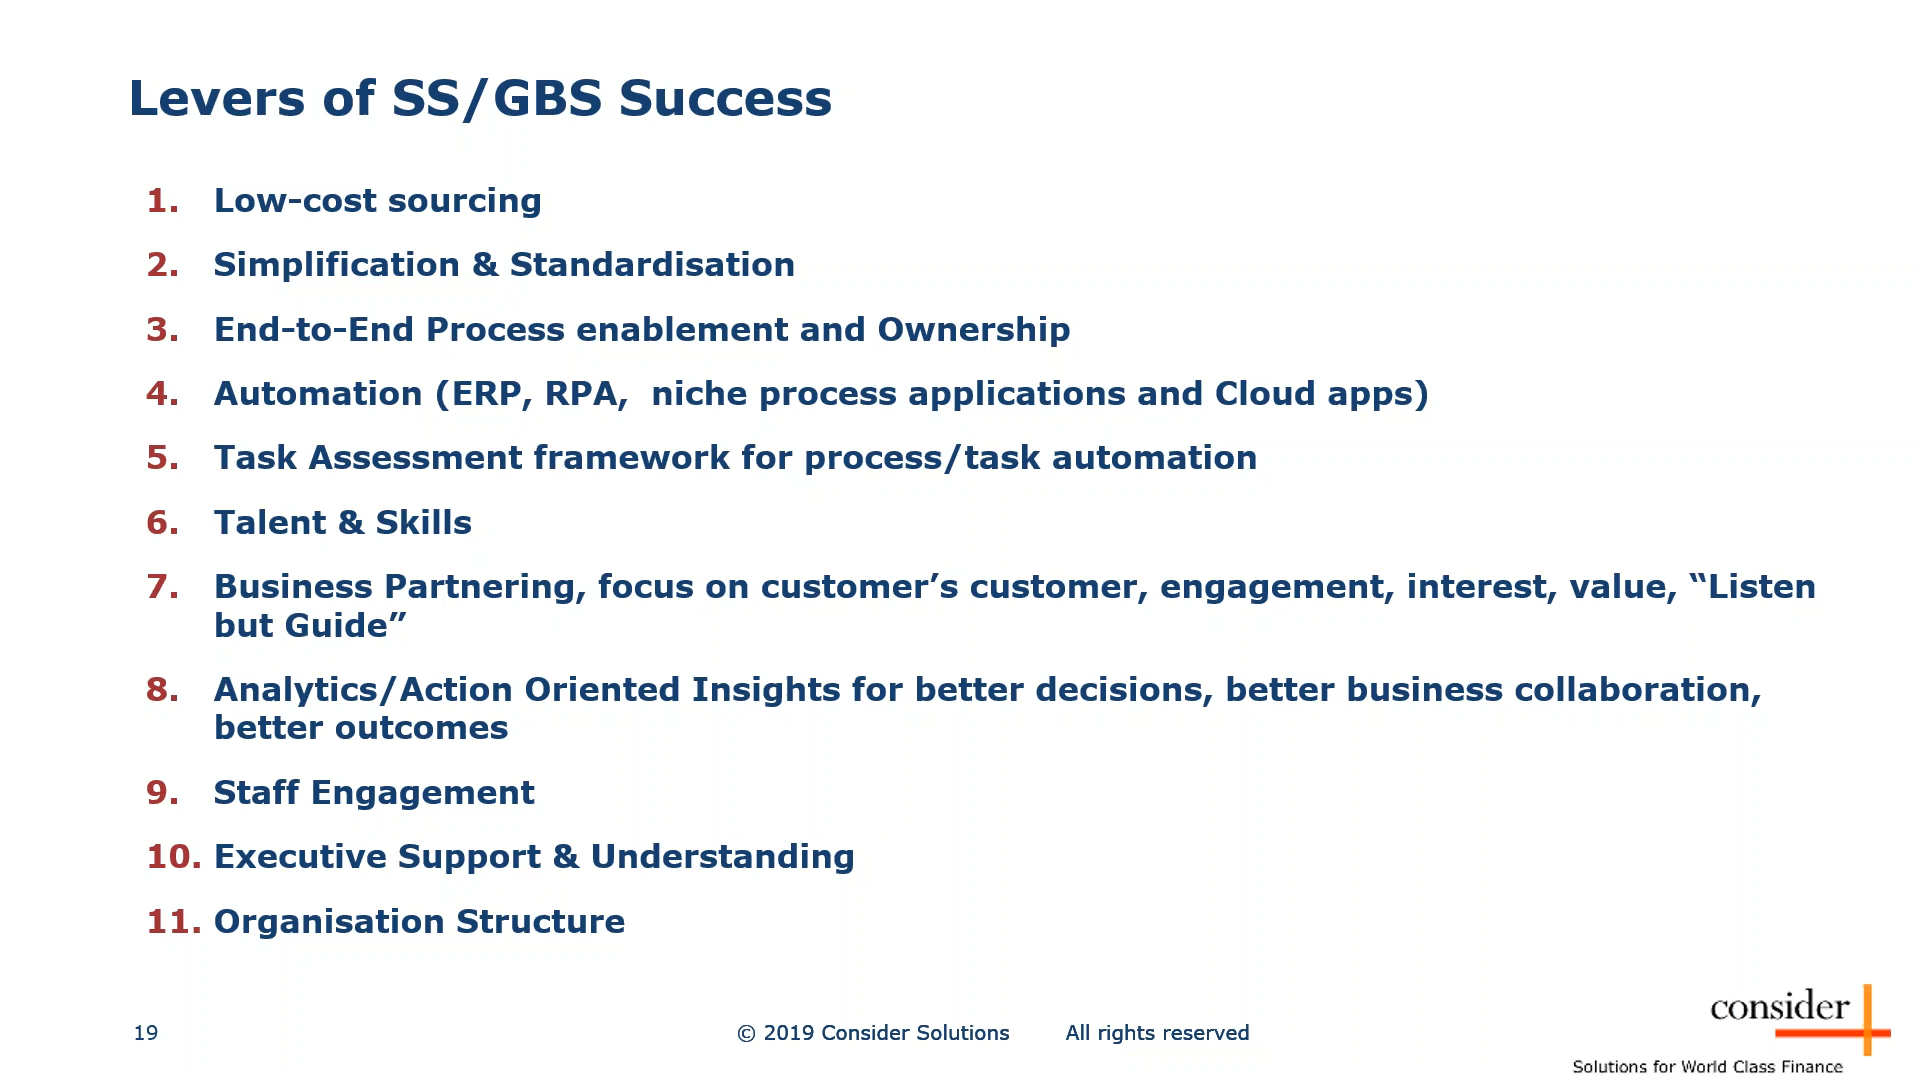 Levers of SS/GBS Success
1. Low-cost sourcing
2. Simplification & Standardisation
3. End-to-End Process enablement and Ownership
4. Automation (ERP, RPA,  niche process applications and Cloud apps)
5. Task Assessment framework for process/task automation
6. Talent & Skills
7. Business Partnering, focus on customer’s customer, engagement, interest, value, “Listen
but Guide”
8. Analytics/Action Oriented Insights for better decisions, better business collaboration,
better outcomes
9. Staff Engagement
10. Executive Support & Understanding
11. Organisation Structure
19
© 2019 Consider Solutions All rights reserved
consider
Solutions for World Class Finance